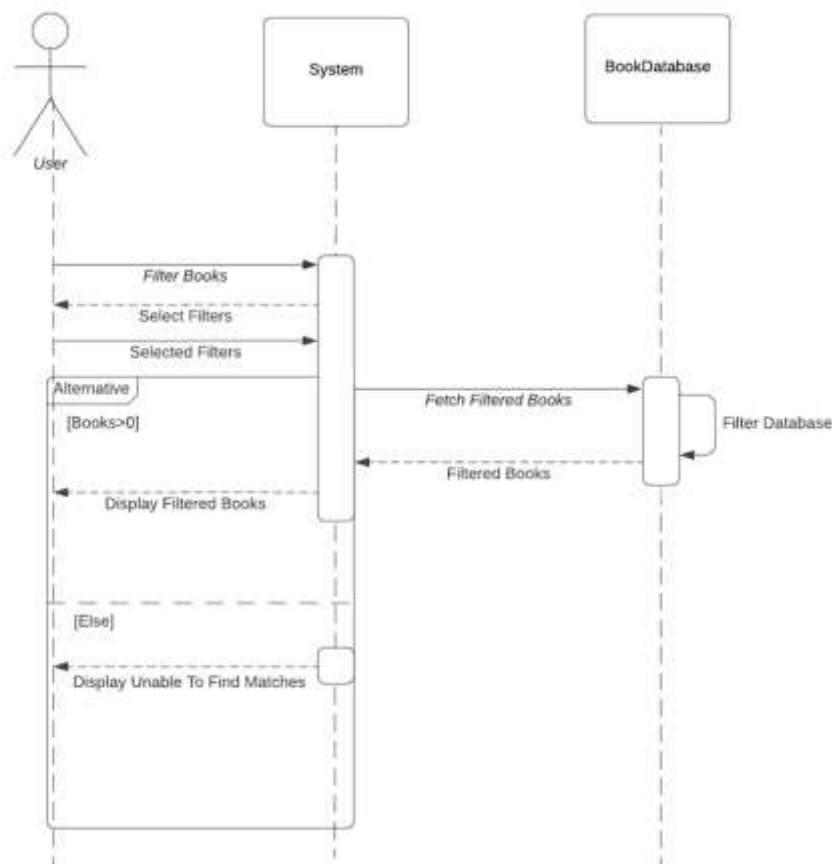 System
BookDatabase
User
Filter Books
Select Filters
Selected Filters
Alternative
Fetch Filtered Books
[Books>0]
Filter Database
Filtered Books
Display Filtered Books
[Else]
Display Unable To Find Matches